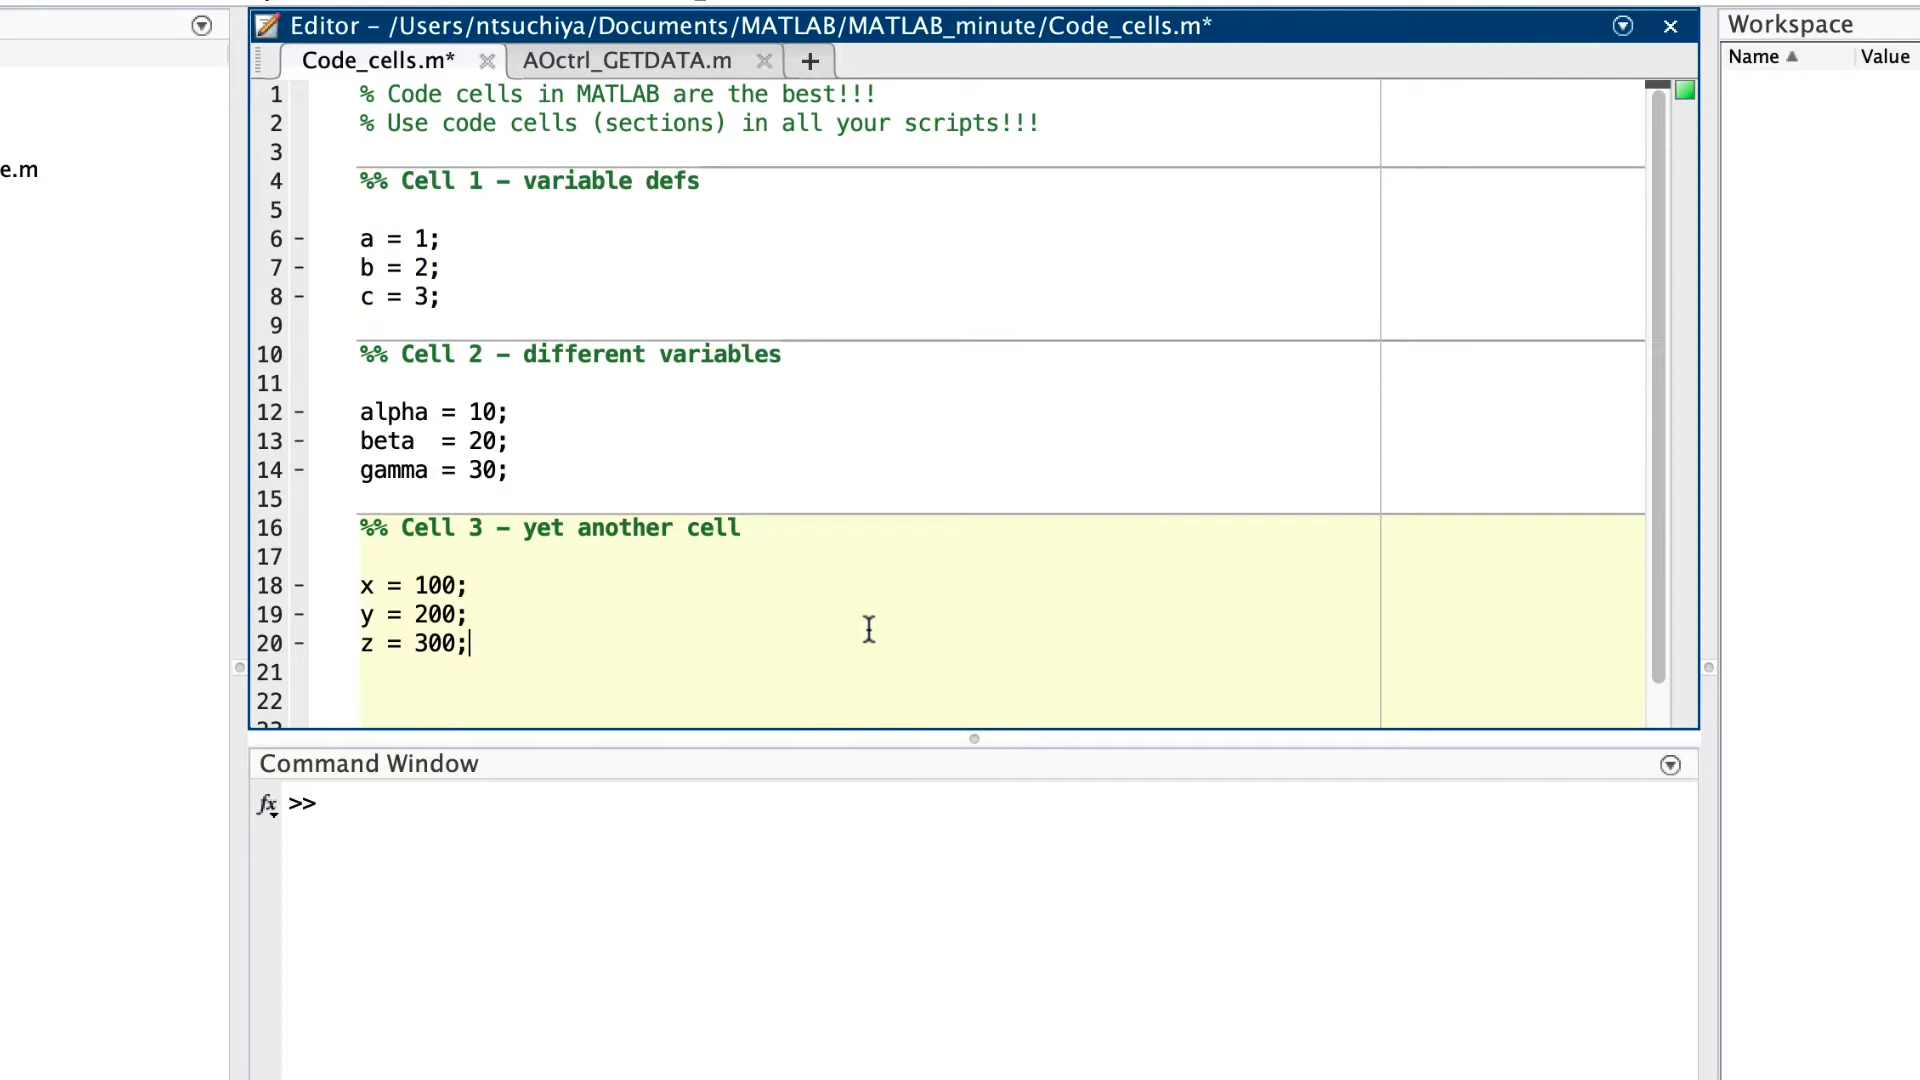 Editor – /Users/ntsuchiya/Documents/MATLAB/MATLAB_minute/Code_cells.m*
Workspace
Code_cells.m*
AOctrl_GETDATA.m
+
Name
Value
e.m
1 % Code cells in MATLAB are the best!!!
2 % Use code cells (sections) in all your scripts!!!
3
4 %% Cell 1 – variable defs
5
6 – a = 1;
7 – b = 2;
8 – c = 3;
9
10 %% Cell 2 – different variables
11
12 – alpha = 10;
13 – beta  = 20;
14 – gamma = 30;
15
16 %% Cell 3 – yet another cell
17
18 – x = 100;
19 – y = 200;
20 – z = 300;
21
22
Command Window
fx >>